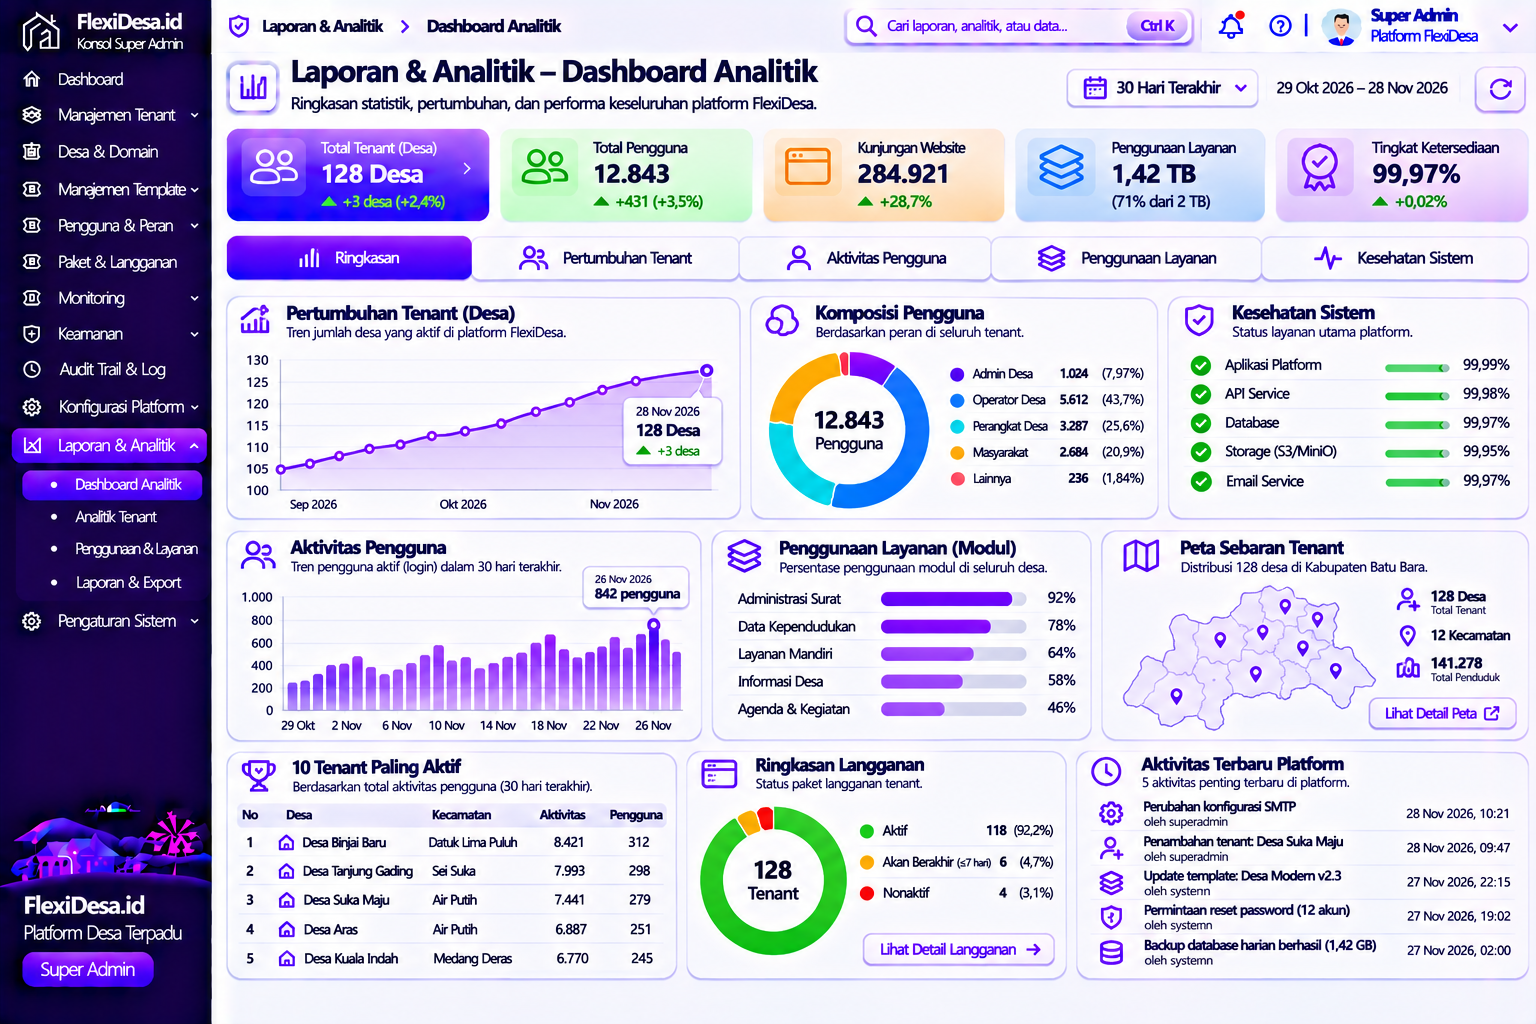 FlexiDesa.id
Konsol Super Admin
Dashboard
Manajemen Tenant
Desa & Domain
Manajemen Template
Pengguna & Peran
Paket & Langganan
Monitoring
Keamanan
Audit Trail & Log
Konfigurasi Platform
Laporan & Analitik
Dashboard Analitik
Analitik Tenant
Penggunaan & Layanan
Laporan & Export
Pengaturan Sistem
FlexiDesa.id
Platform Desa Terpadu
Super Admin
Laporan & Analitik > Dashboard Analitik
Cari laporan, analitik, atau data... Ctrl K
Super Admin
Platform FlexiDesa
Laporan & Analitik – Dashboard Analitik
Ringkasan statistik, pertumbuhan, dan performa keseluruhan platform FlexiDesa.
30 Hari Terakhir
29 Okt 2026 – 28 Nov 2026
Total Tenant (Desa)
128 Desa
+3 desa (+2,4%)
Total Pengguna
12.843
+431 (+3,5%)
Kunjungan Website
284.921
+28,7%
Penggunaan Layanan
1,42 TB
(71% dari 2 TB)
Tingkat Ketersediaan
99,97%
+0,02%
Ringkasan
Pertumbuhan Tenant
Aktivitas Pengguna
Penggunaan Layanan
Kesehatan Sistem
Pertumbuhan Tenant (Desa)
Tren jumlah desa yang aktif di platform FlexiDesa.
130
125
120
115
110
105
100
28 Nov 2026
128 Desa
+3 desa
Sep 2026 Okt 2026 Nov 2026
Komposisi Pengguna
Berdasarkan peran di seluruh tenant.
12.843
Pengguna
Admin Desa 1.024 (7,97%)
Operator Desa 5.612 (43,7%)
Perangkat Desa 3.287 (25,6%)
Masyarakat 2.684 (20,9%)
Lainnya 236 (1,84%)
Kesehatan Sistem
Status layanan utama platform.
Aplikasi Platform 99,99%
API Service 99,98%
Database 99,97%
Storage (S3/MiniO) 99,95%
Email Service 99,97%
Aktivitas Pengguna
Tren pengguna aktif (login) dalam 30 hari terakhir.
26 Nov 2026
842 pengguna
1.000
800
600
400
200
0
29 Okt 2 Nov 6 Nov 10 Nov 14 Nov 18 Nov 22 Nov 26 Nov
Penggunaan Layanan (Modul)
Persentase penggunaan modul di seluruh desa.
Administrasi Surat 92%
Data Kependudukan 78%
Layanan Mandiri 64%
Informasi Desa 58%
Agenda & Kegiatan 46%
Peta Sebaran Tenant
Distribusi 128 desa di Kabupaten Batu Bara.
128 Desa
Total Tenant
12 Kecamatan
141.278
Total Penduduk
Lihat Detail Peta
10 Tenant Paling Aktif
Berdasarkan total aktivitas pengguna (30 hari terakhir).
No Desa Kecamatan Aktivitas Pengguna
1 Desa Binjai Baru Datuk Lima Puluh 8.421 312
2 Desa Tanjung Gading Sei Suka 7.993 298
3 Desa Suka Maju Air Putih 7.441 279
4 Desa Aras Air Putih 6.887 251
5 Desa Kuala Indah Medang Deras 6.770 245
Ringkasan Langganan
Status paket langganan tenant.
128
Tenant
Aktif 118 (92,2%)
Akan Berakhir (≤7 hari) 6 (4,7%)
Nonaktif 4 (3,1%)
Lihat Detail Langganan →
Aktivitas Terbaru Platform
5 aktivitas penting terbaru di platform.
Perubahan konfigurasi SMTP
oleh superadmin
28 Nov 2026, 10:21
Penambahan tenant: Desa Suka Maju
oleh superadmin
28 Nov 2026, 09:47
Update template: Desa Modern v2.3
oleh systemn
27 Nov 2026, 22:15
Permintaan reset password (12 akun)
oleh systemn
27 Nov 2026, 19:02
Backup database harian berhasil (1,42 GB)
oleh systemn
27 Nov 2026, 02:00